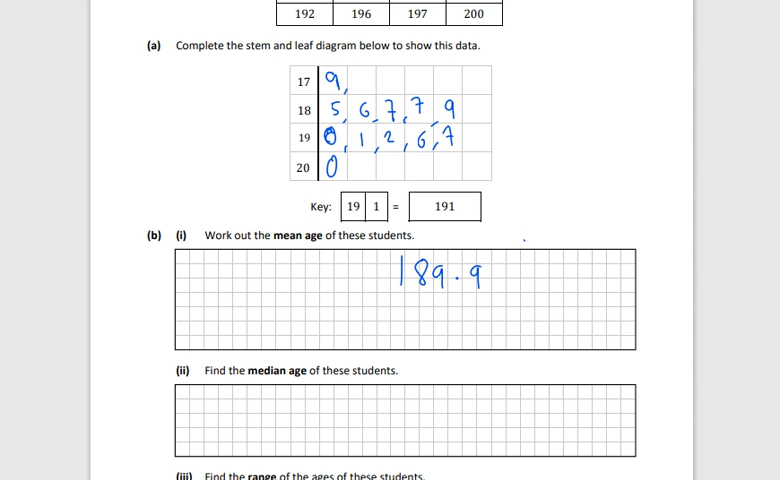 192 196 197 200
(a) Complete the stem and leaf diagram below to show this data.
17 9,
18 5, 6, 7, 7, 9
19 0, 1, 2, 6, 7
20 0
Key: 19 1 = 191
(b) (i) Work out the mean age of these students.
189.9
(ii) Find the median age of these students.
(iii) Find the range of the ages of these students.